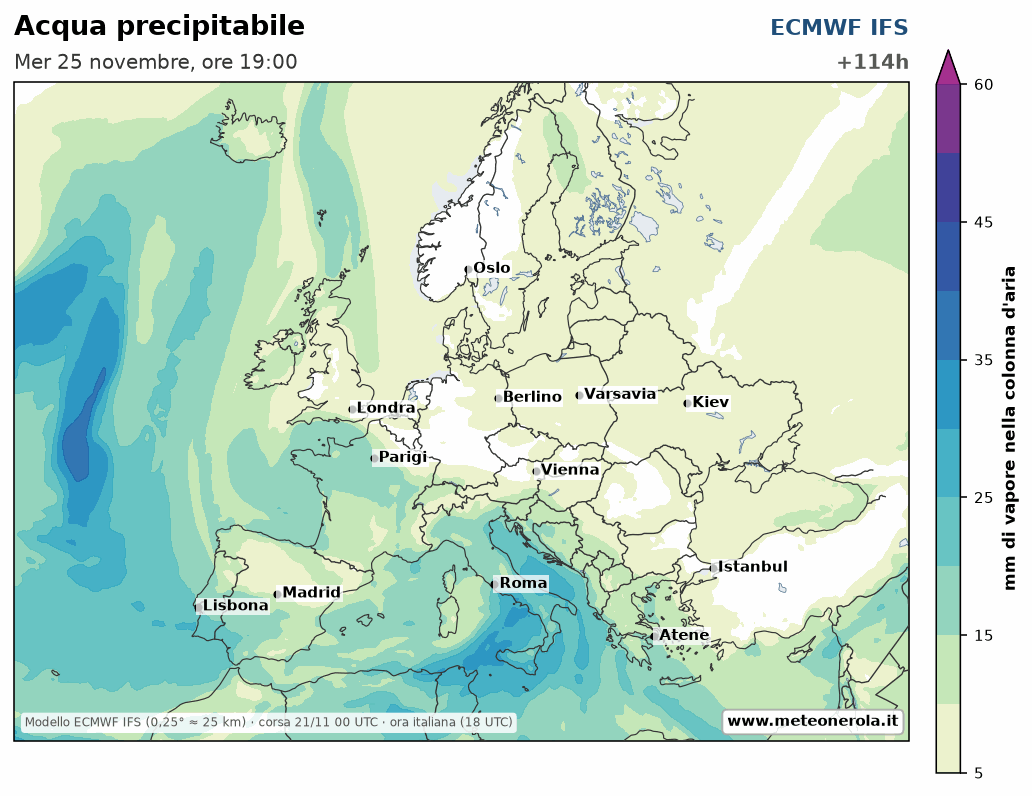 Acqua precipitabile
ECMWF IFS
Mer 25 novembre, ore 19:00
+114h
60
45
35
25
15
5
mm di vapore nella colonna d'aria
Oslo
Berlino
Varsavia
Kiev
Londra
Parigi
Vienna
Istanbul
Roma
Madrid
Lisbona
Atene
Modello ECMWF IFS (0,25° ≈ 25 km) · corsa 21/11 00 UTC · ora italiana (18 UTC)
www.meteonerola.it